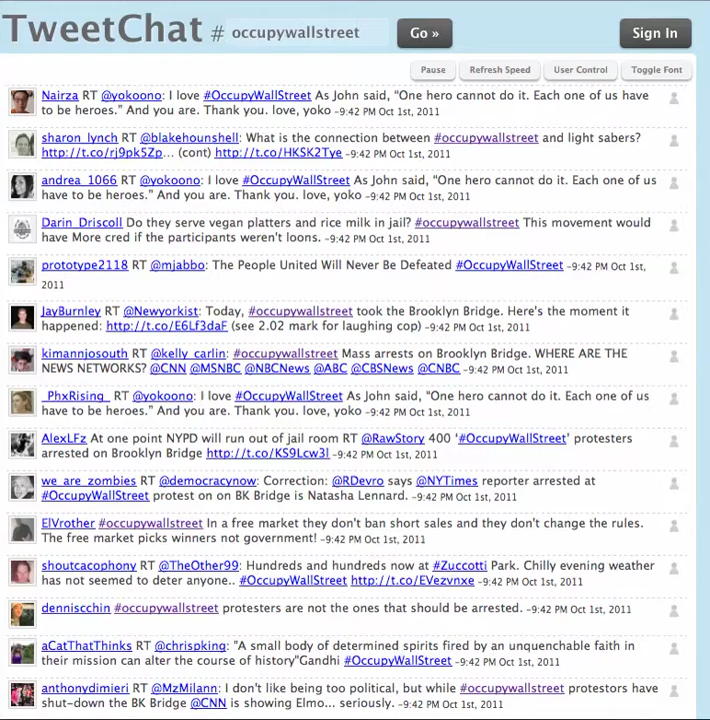 TweetChat # occupywallstreet Go » Sign In
Pause Refresh Speed User Control Toggle Font
Nairza RT @yokoono: I love #OccupyWallStreet As John said, “One hero cannot do it. Each one of us have
to be heroes.” And you are. Thank you. love, yoko -9:42 PM Oct 1st, 2011
sharon_lynch RT @blakehounshell: What is the connection between #occupywallstreet and light sabers?
http://t.co/rj9pk5Zp... (cont) http://t.co/HKSK2Tye -9:42 PM Oct 1st, 2011
andrea_1066 RT @yokoono: I love #OccupyWallStreet As John said, “One hero cannot do it. Each one of us
have to be heroes.” And you are. Thank you. love, yoko -9:42 PM Oct 1st, 2011
Darin_Driscoll Do they serve vegan platters and rice milk in jail? #occupywallstreet This movement would
have More cred if the participants weren't loons. -9:42 PM Oct 1st, 2011
prototype2118 RT @mjabbo: The People United Will Never Be Defeated #OccupyWallStreet -9:42 PM Oct 1st,
2011
JayBurnley RT @Newyorkist: Today, #occupywallstreet took the Brooklyn Bridge. Here's the moment it
happened: http://t.co/E6Lf3daF (see 2.02 mark for laughing cop) -9:42 PM Oct 1st, 2011
kimannjosouth RT @kelly_carlin: #occupywallstreet Mass arrests on Brooklyn Bridge. WHERE ARE THE
NEWS NETWORKS? @CNN @MSNBC @NBCNews @ABC @CBSNews @CNBC -9:42 PM Oct 1st, 2011
_PhxRising_ RT @yokoono: I love #OccupyWallStreet As John said, “One hero cannot do it. Each one of us
have to be heroes.” And you are. Thank you. love, yoko -9:42 PM Oct 1st, 2011
AlexLFz At one point NYPD will run out of jail room RT @RawStory 400 ‘#OccupyWallStreet’ protesters
arrested on Brooklyn Bridge http://t.co/KS9Lcw3l -9:42 PM Oct 1st, 2011
we_are_zombies RT @democracynow: Correction: @RDevro says @NYTimes reporter arrested at
#OccupyWallStreet protest on on BK Bridge is Natasha Lennard. -9:42 PM Oct 1st, 2011
ElVrother #occupywallstreet In a free market they don't ban short sales and they don't change the rules.
The free market picks winners not government! -9:42 PM Oct 1st, 2011
shoutcacophony RT @TheOther99: Hundreds and hundreds now at #Zuccotti Park. Chilly evening weather
has not seemed to deter anyone.. #OccupyWallStreet http://t.co/EVezvnxe -9:42 PM Oct 1st, 2011
dennischin #occupywallstreet protesters are not the ones that should be arrested. -9:42 PM Oct 1st, 2011
aCatThatThinks RT @chrispking: "A small body of determined spirits fired by an unquenchable faith in
their mission can alter the course of history"Gandhi #OccupyWallStreet -9:42 PM Oct 1st, 2011
anthonydimieri RT @MzMilann: I don't like being too political, but while #occupywallstreet protestors have
shut-down the BK Bridge @CNN is showing Elmo... seriously. -9:42 PM Oct 1st, 2011